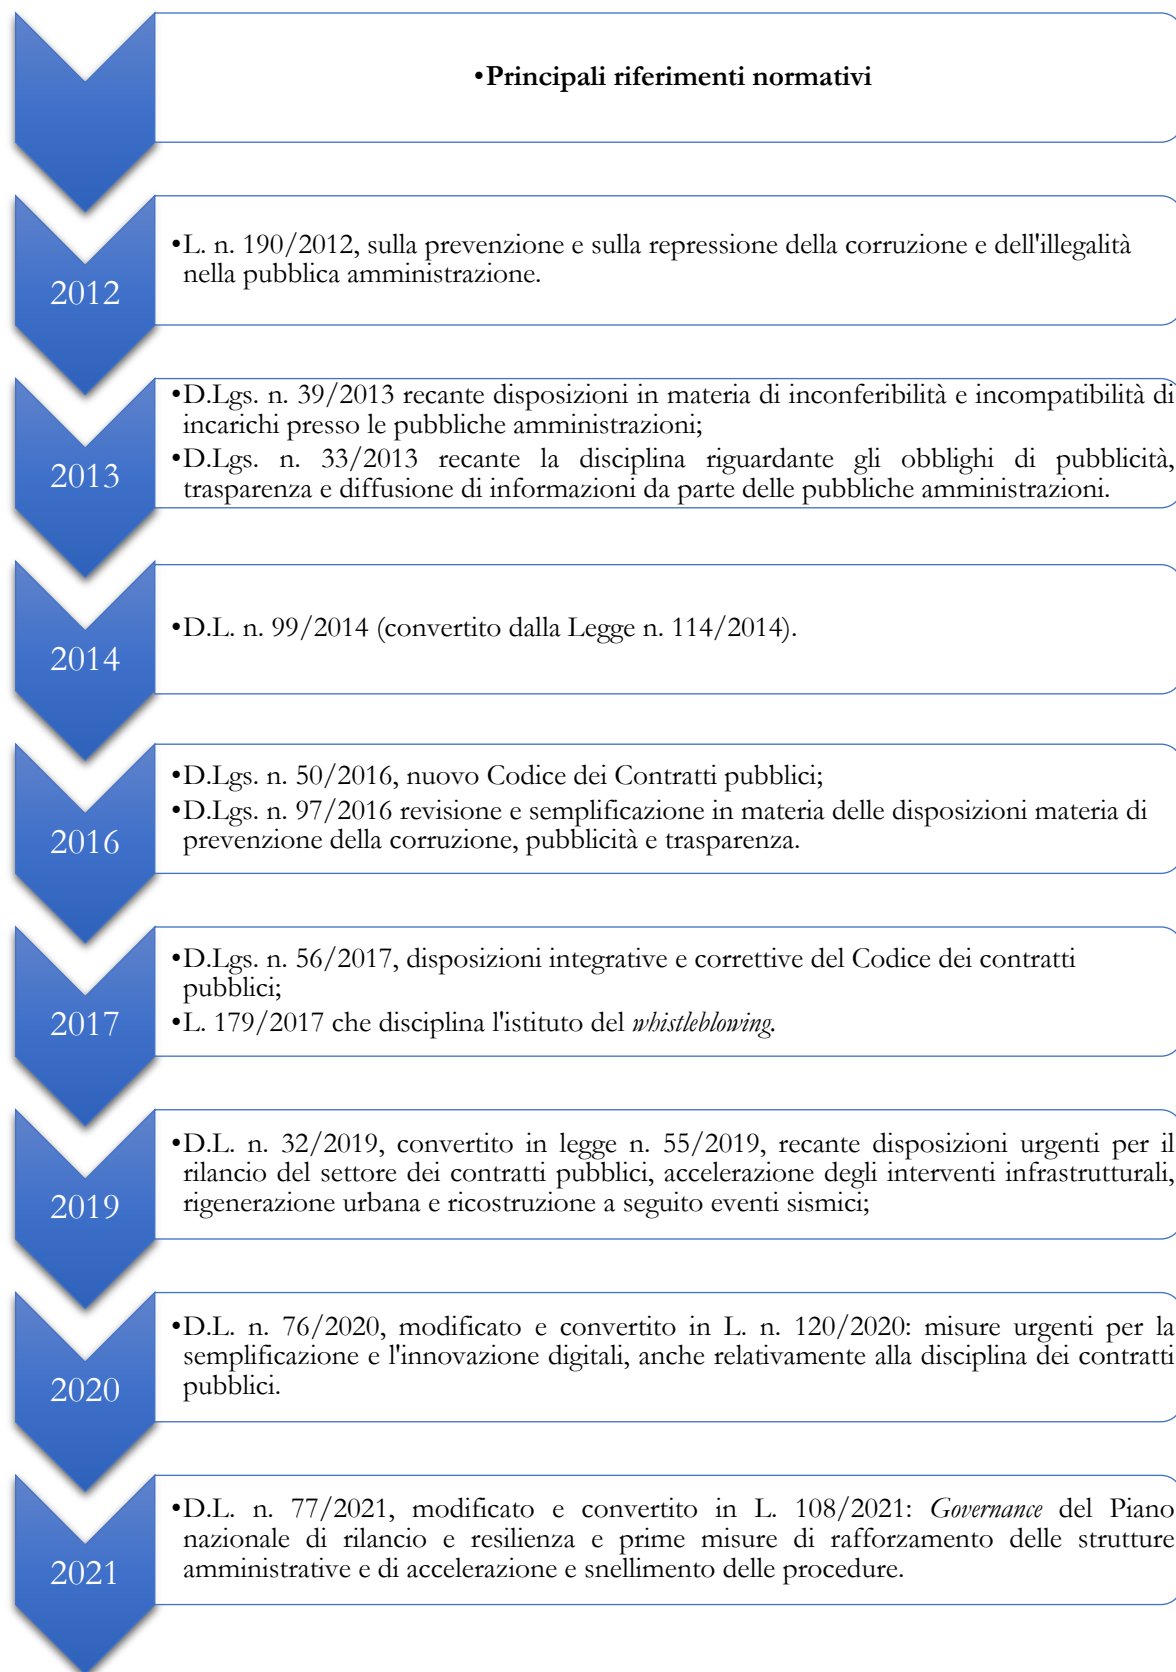 •Principali riferimenti normativi
2012
•L. n. 190/2012, sulla prevenzione e sulla repressione della corruzione e dell'illegalità
nella pubblica amministrazione.
2013
•D.Lgs. n. 39/2013 recante disposizioni in materia di inconferibilità e incompatibilità di
incarichi presso le pubbliche amministrazioni;
•D.Lgs. n. 33/2013 recante la disciplina riguardante gli obblighi di pubblicità,
trasparenza e diffusione di informazioni da parte delle pubbliche amministrazioni.
2014
•D.L. n. 99/2014 (convertito dalla Legge n. 114/2014).
2016
•D.Lgs. n. 50/2016, nuovo Codice dei Contratti pubblici;
•D.Lgs. n. 97/2016 revisione e semplificazione in materia delle disposizioni materia di
prevenzione della corruzione, pubblicità e trasparenza.
2017
•D.Lgs. n. 56/2017, disposizioni integrative e correttive del Codice dei contratti
pubblici;
•L. 179/2017 che disciplina l'istituto del whistleblowing.
2019
•D.L. n. 32/2019, convertito in legge n. 55/2019, recante disposizioni urgenti per il
rilancio del settore dei contratti pubblici, accelerazione degli interventi infrastrutturali,
rigenerazione urbana e ricostruzione a seguito eventi sismici;
2020
•D.L. n. 76/2020, modificato e convertito in L. n. 120/2020: misure urgenti per la
semplificazione e l'innovazione digitali, anche relativamente alla disciplina dei contratti
pubblici.
2021
•D.L. n. 77/2021, modificato e convertito in L. 108/2021: Governance del Piano
nazionale di rilancio e resilienza e prime misure di rafforzamento delle strutture
amministrative e di accelerazione e snellimento delle procedure.